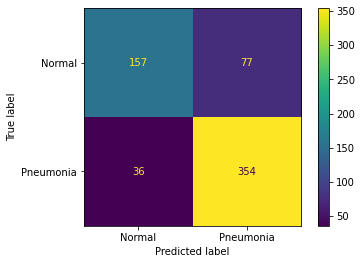 Normal
Pneumonia
True label
157
77
36
354
Normal
Pneumonia
Predicted label
350
300
250
200
150
100
50